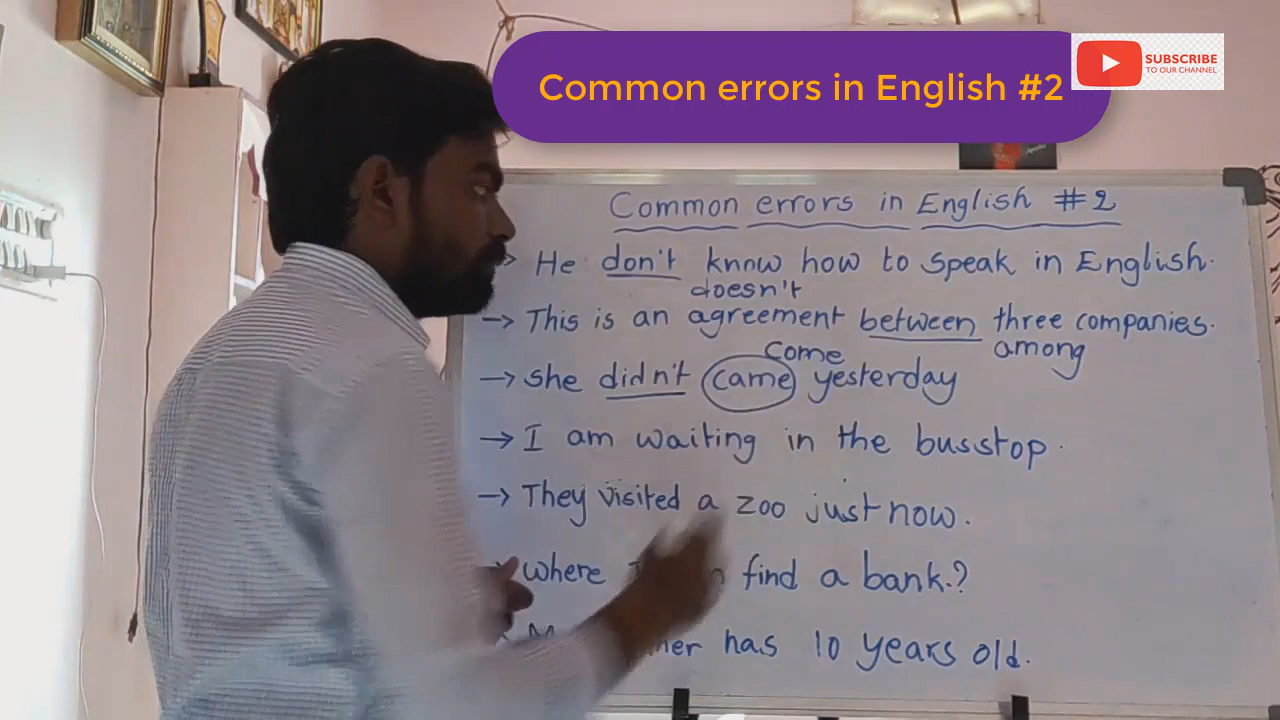 Common errors in English #2
SUBSCRIBE
TO OUR CHANNEL
Common errors in English #2
He don't know how to speak in English.
doesn't
→ This is an agreement between three companies.
come among
→ She didn't came yesterday
→ I am waiting in the busstop.
→ They visited a zoo just now.
where find a bank.?
has 10 years old.